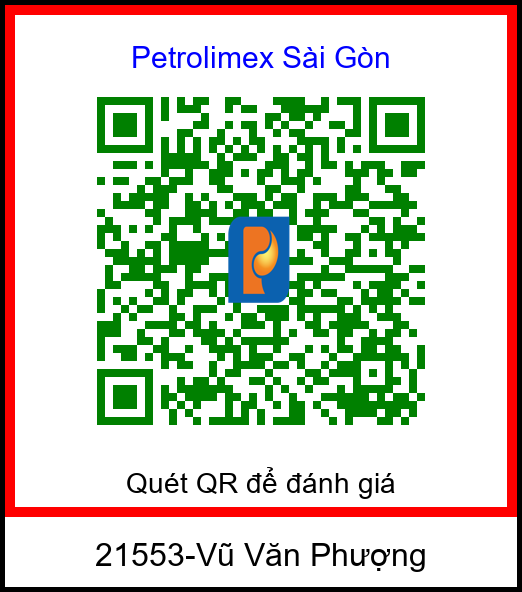 Petrolimex Sài Gòn
Quét QR để đánh giá
21553-Vũ Văn Phượng